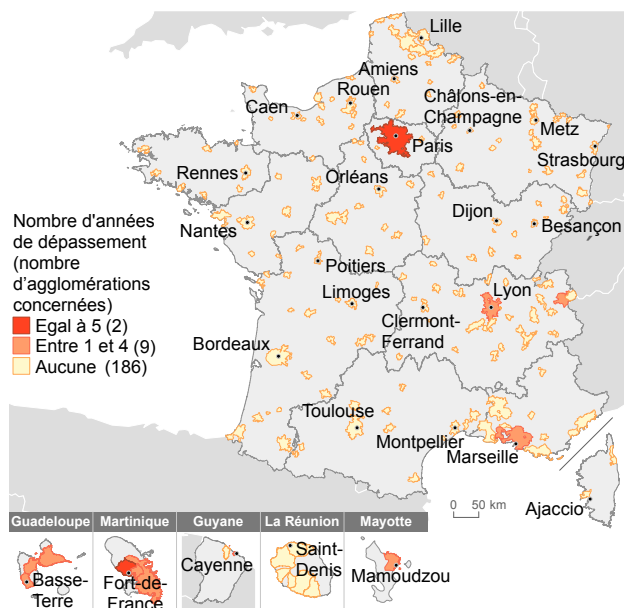 Lille
Amiens
Rouen
Caen
Châlons-en-
Champagne
Metz
Paris
Strasbourg
Rennes
Orléans
Nombre d'années
de dépassement
(nombre
d'agglomérations
concernées)
Egal à 5 (2)
Entre 1 et 4 (9)
Aucune (186)
Nantes
Dijon
Besançon
Poitiers
Limoges
Lyon
Clermont-
Ferrand
Bordeaux
Toulouse
Montpellier
Marseille
0 50 km
Ajaccio
Guadeloupe
Basse-
Terre
Martinique
Fort-de-
France
Guyane
Cayenne
La Réunion
Saint-
Denis
Mayotte
Mamoudzou